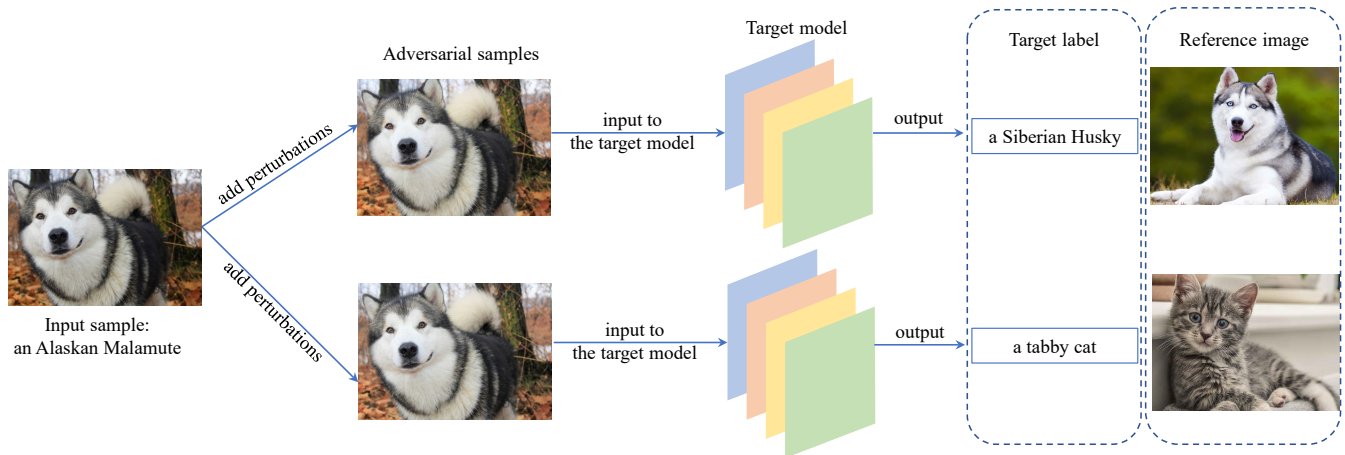 Input sample:
an Alaskan Malamute
add perturbations
add perturbations
Adversarial samples
input to
the target model
input to
the target model
Target model
output
output
Target label
a Siberian Husky
a tabby cat
Reference image